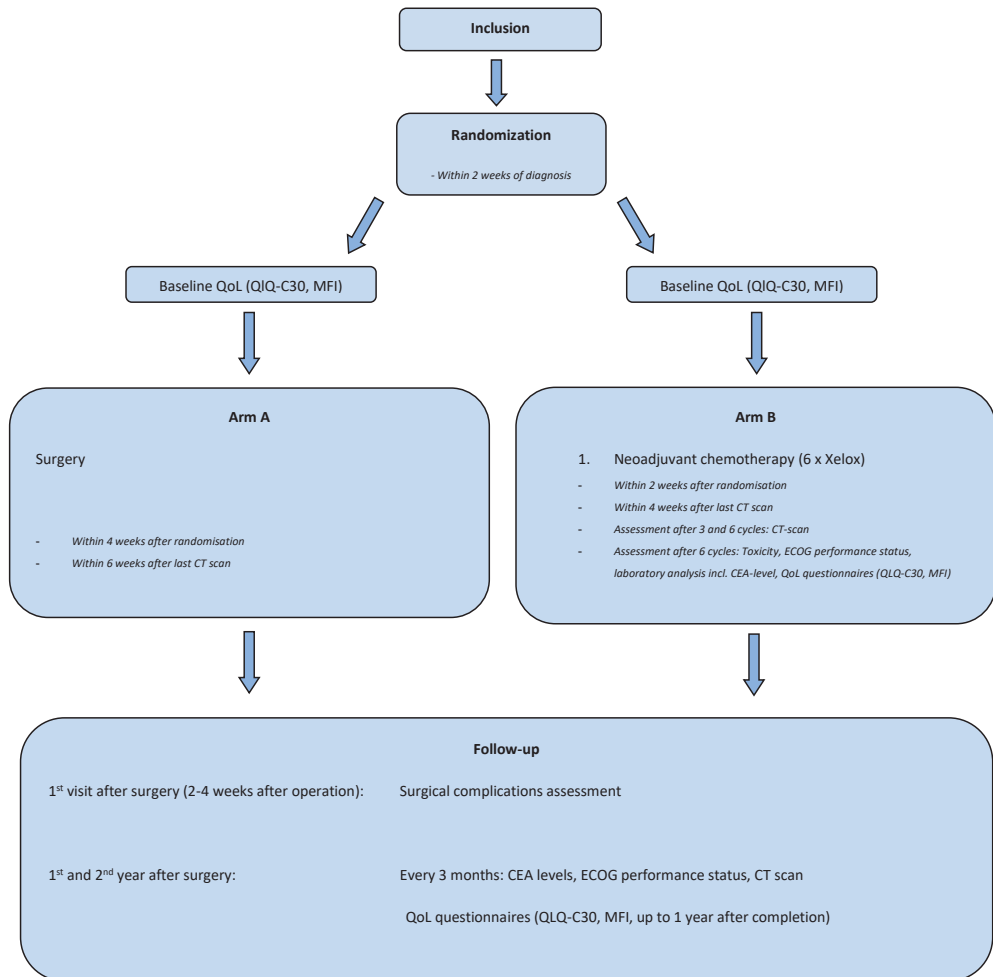 Inclusion
Randomization
- Within 2 weeks of diagnosis
Baseline QoL (QlQ-C30, MFI)
Baseline QoL (QlQ-C30, MFI)
Arm A
Surgery
- Within 4 weeks after randomisation
- Within 6 weeks after last CT scan
Arm B
1. Neoadjuvant chemotherapy (6 x Xelox)
- Within 2 weeks after randomisation
- Within 4 weeks after last CT scan
- Assessment after 3 and 6 cycles: CT-scan
- Assessment after 6 cycles: Toxicity, ECOG performance status,
laboratory analysis incl. CEA-level, QoL questionnaires (QLQ-C30, MFI)
Follow-up
1st visit after surgery (2-4 weeks after operation): Surgical complications assessment
1st and 2nd year after surgery: Every 3 months: CEA levels, ECOG performance status, CT scan
QoL questionnaires (QLQ-C30, MFI, up to 1 year after completion)